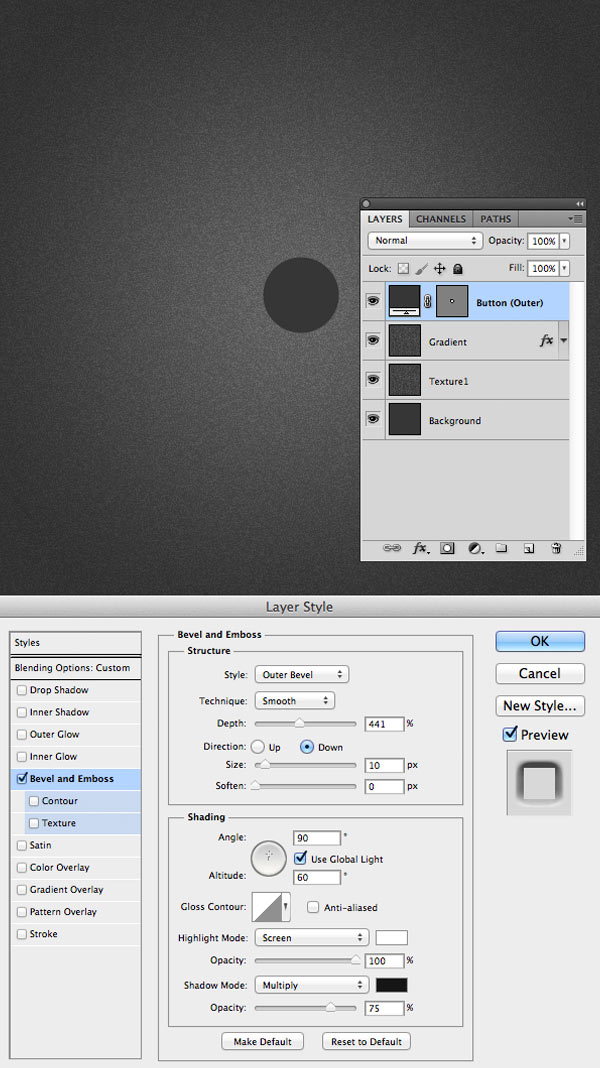 LAYERS CHANNELS PATHS
Normal Opacity: 100%
Lock: Fill: 100%
Button (Outer)
Gradient fx
Texture1
Background
fx
Layer Style
Styles
Blending Options: Custom
Drop Shadow
Inner Shadow
Outer Glow
Inner Glow
Bevel and Emboss
Contour
Texture
Satin
Color Overlay
Gradient Overlay
Pattern Overlay
Stroke
Bevel and Emboss
Structure
Style: Outer Bevel
Technique: Smooth
Depth: 441 %
Direction: Up Down
Size: 10 px
Soften: 0 px
Shading
Angle: 90 °
Use Global Light
Altitude: 60 °
Gloss Contour: Anti-aliased
Highlight Mode: Screen
Opacity: 100 %
Shadow Mode: Multiply
Opacity: 75 %
Make Default Reset to Default
OK
Cancel
New Style...
Preview